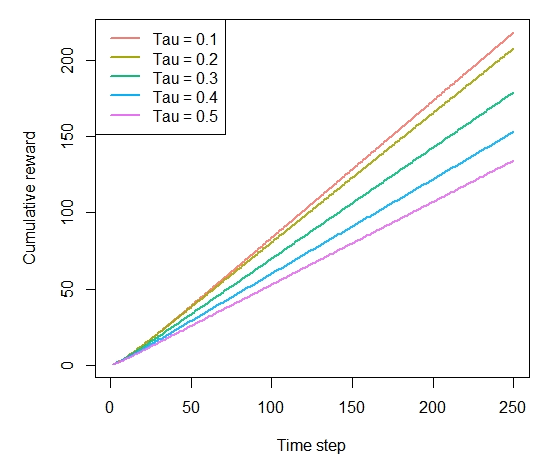 Tau = 0.1
Tau = 0.2
Tau = 0.3
Tau = 0.4
Tau = 0.5
Cumulative reward
200
150
100
50
0
0 50 100 150 200 250
Time step